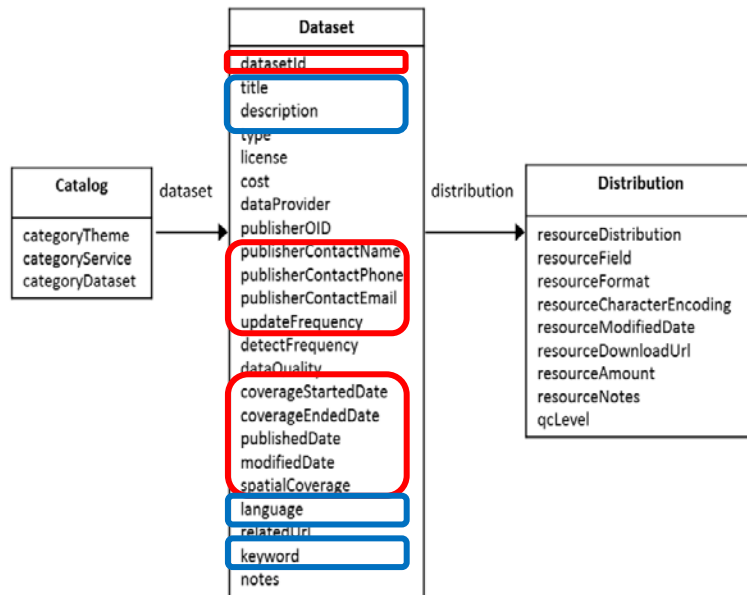 Dataset
datasetId
title
description
type
license
cost
dataProvider
publisherOID
publisherContactName
publisherContactPhone
publisherContactEmail
updateFrequency
detectFrequency
dataQuality
coverageStartedDate
coverageEndedDate
publishedDate
modifiedDate
spatialCoverage
language
relatedUrl
keyword
notes
Catalog
categoryTheme
categoryService
categoryDataset
dataset
distribution
Distribution
resourceDistribution
resourceField
resourceFormat
resourceCharacterEncoding
resourceModifiedDate
resourceDownloadUrl
resourceAmount
resourceNotes
qcLevel